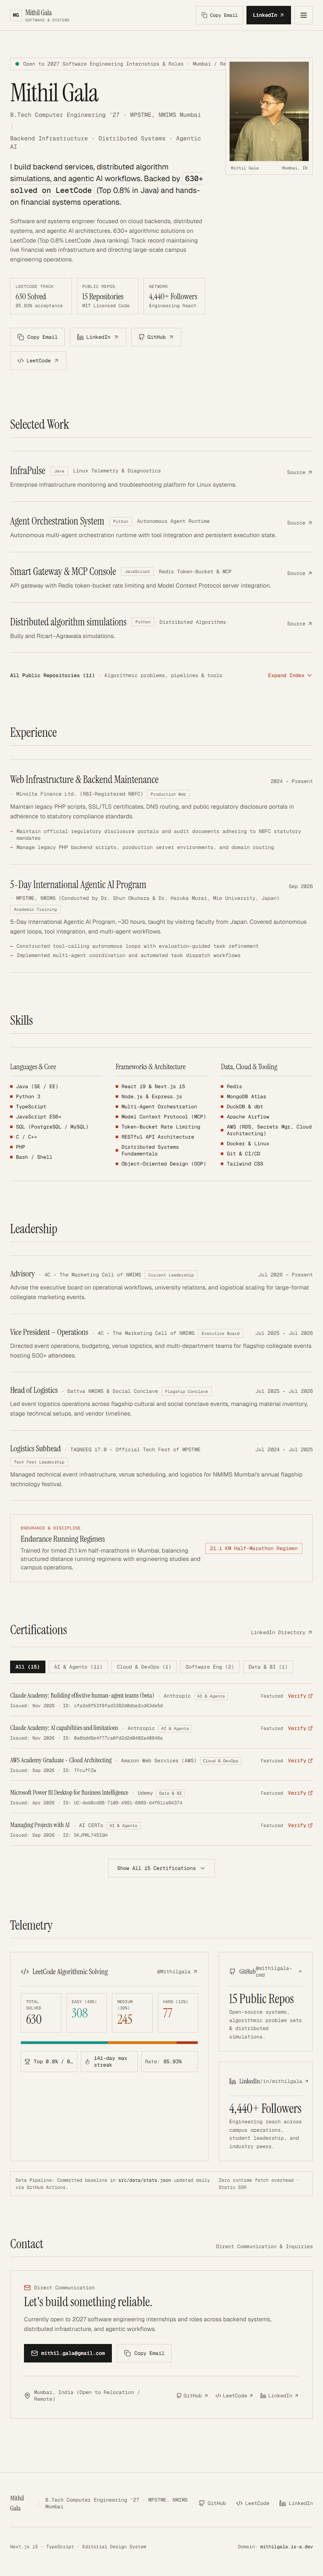 MG Mithil Gala
SOFTWARE & SYSTEMS
Copy Email
LinkedIn ↗
Open to 2027 Software Engineering Internships & Roles · Mumbai / Re
Mithil Gala
Mithil Gala Mumbai, IN
B.Tech Computer Engineering '27 · MPSTME, NMIMS Mumbai
Backend Infrastructure · Distributed Systems · Agentic
AI
I build backend services, distributed algorithm
simulations, and agentic AI workflows. Backed by 630+
solved on LeetCode (Top 0.8% in Java) and hands-
on financial systems operations.
Software and systems engineer focused on cloud backends, distributed
systems, and agentic AI architectures. 630+ algorithmic solutions on
LeetCode (Top 0.8% LeetCode Java ranking). Track record maintaining
live financial web infrastructure and directing large-scale campus
engineering operations.
LEETCODE TRACK
630 Solved
85.93% acceptance
PUBLIC REPOS
15 Repositories
MIT Licensed Code
NETWORK
4,440+ Followers
Engineering Reach
Copy Email
LinkedIn ↗
GitHub ↗
LeetCode ↗
Selected Work
InfraPulse Java Linux Telemetry & Diagnostics Source ↗
Enterprise infrastructure monitoring and troubleshooting platform for Linux systems.
Agent Orchestration System Python Autonomous Agent Runtime Source ↗
Autonomous multi-agent orchestration runtime with tool integration and persistent execution state.
Smart Gateway & MCP Console JavaScript Redis Token-Bucket & MCP Source ↗
API gateway with Redis token-bucket rate limiting and Model Context Protocol server integration.
Distributed algorithm simulations Python Distributed Algorithms Source ↗
Bully and Ricart-Agrawala simulations.
All Public Repositories (11) · Algorithmic problems, pipelines & tools Expand Index
Experience
Web Infrastructure & Backend Maintenance 2024 – Present
· Minolta Finance Ltd. (RBI-Registered NBFC) Production Web
Maintain legacy PHP scripts, SSL/TLS certificates, DNS routing, and public regulatory disclosure portals in
adherence to statutory compliance standards.
— Maintain official regulatory disclosure portals and audit documents adhering to NBFC statutory
mandates
— Manage legacy PHP backend scripts, production server environments, and domain routing
5-Day International Agentic AI Program Sep 2026
· MPSTME, NMIMS (Conducted by Dr. Shun Okuhara & Dr. Haruka Murai, Mie University, Japan)
Academic Training
5-Day International Agentic AI Program, ~30 hours, taught by visiting faculty from Japan. Covered autonomous
agent loops, tool integration, and multi-agent workflows.
— Constructed tool-calling autonomous loops with evaluation-guided task refinement
— Implemented multi-agent coordination and automated task dispatch workflows
Skills
Languages & Core
Java (SE / EE)
Python 3
TypeScript
JavaScript ES6+
SQL (PostgreSQL / MySQL)
C / C++
PHP
Bash / Shell
Frameworks & Architecture
React 19 & Next.js 15
Node.js & Express.js
Multi-Agent Orchestration
Model Context Protocol (MCP)
Token-Bucket Rate Limiting
RESTful API Architecture
Distributed Systems
Fundamentals
Object-Oriented Design (OOP)
Data, Cloud & Tooling
Redis
MongoDB Atlas
DuckDB & dbt
Apache Airflow
AWS (RDS, Secrets Mgr, Cloud
Architecting)
Docker & Linux
Git & CI/CD
Tailwind CSS
Leadership
Advisory · 4C – The Marketing Cell of NMIMS Current Leadership Jul 2026 – Present
Advise the executive board on operational workflows, university relations, and logistical scaling for large-format
collegiate marketing events.
Vice President – Operations · 4C – The Marketing Cell of NMIMS Executive Board Jul 2025 – Jul 2026
Directed event operations, budgeting, venue logistics, and multi-department teams for flagship collegiate events
hosting 500+ attendees.
Head of Logistics · Sattva NMIMS & Social Conclave Flagship Conclave Jul 2025 – Jul 2026
Led event logistics operations across flagship cultural and social conclave events, managing material inventory,
stage technical setups, and vendor timelines.
Logistics Subhead · TAQNEEQ 17.0 – Official Tech Fest of MPSTME Jul 2024 – Jul 2025
Tech Fest Leadership
Managed technical event infrastructure, venue scheduling, and logistics for NMIMS Mumbai's annual flagship
technology festival.
ENDURANCE & DISCIPLINE
Endurance Running Regimen
Trained for timed 21.1 km half-marathons in Mumbai, balancing
structured distance running regimens with engineering studies and
campus operations.
21.1 KM Half-Marathon Regimen
Certifications
LinkedIn Directory ↗
All (15)
AI & Agents (11)
Cloud & DevOps (1)
Software Eng (2)
Data & BI (1)
Claude Academy: Building effective human-agent teams (beta) · Anthropic AI & Agents Featured Verify
Issued: Nov 2026
Claude Academy: AI capabilities and limitations · Anthropic AI & Agents Featured Verify
Issued: Nov 2026
AWS Academy Graduate - Cloud Architecting · Amazon Web Services (AWS) Cloud & DevOps Featured Verify
Issued: Sep 2026
Microsoft Power BI Desktop for Business Intelligence · Udemy Data & BI Featured Verify
Issued: Apr 2026
Managing Projects with AI · AI CERTs AI & Agents Featured Verify
Issued: Sep 2026
Show All 15 Certifications
Telemetry
LeetCode Algorithmic Solving @Mithilgala ↗
TOTAL
SOLVED
630
EASY (49%)
308
MEDIUM
(39%)
245
HARD (12%)
77
Top 0.8% / 8…
141-day max
streak
Rate: 85.93%
GitHub @mithilgala-
cmd ↗
15 Public Repos
Open-source systems,
algorithmic problem sets
& distributed
simulations.
LinkedIn /in/mithilgala ↗
4,440+ Followers
Engineering reach across
campus operations,
student leadership, and
industry peers.
Data Pipeline: Committed baseline in src/data/stats.json updated daily
via GitHub Actions.
Zero runtime fetch overhead ·
Static SSR
Contact
Direct Communication & Inquiries
Direct Communication
Let's build something reliable.
Currently open to 2027 software engineering internships and roles across backend systems,
distributed infrastructure, and agentic workflows.
mithil.gala@gmail.com
Copy Email
Mumbai, India (Open to Relocation /
Remote)
GitHub ↗
LeetCode ↗
LinkedIn ↗
Mithil
Gala
B.Tech Computer Engineering '27 · MPSTME, NMIMS
Mumbai
GitHub
LeetCode
LinkedIn
Next.js 15 · TypeScript · Editorial Design System
Domain: mithilgala.is-a.dev